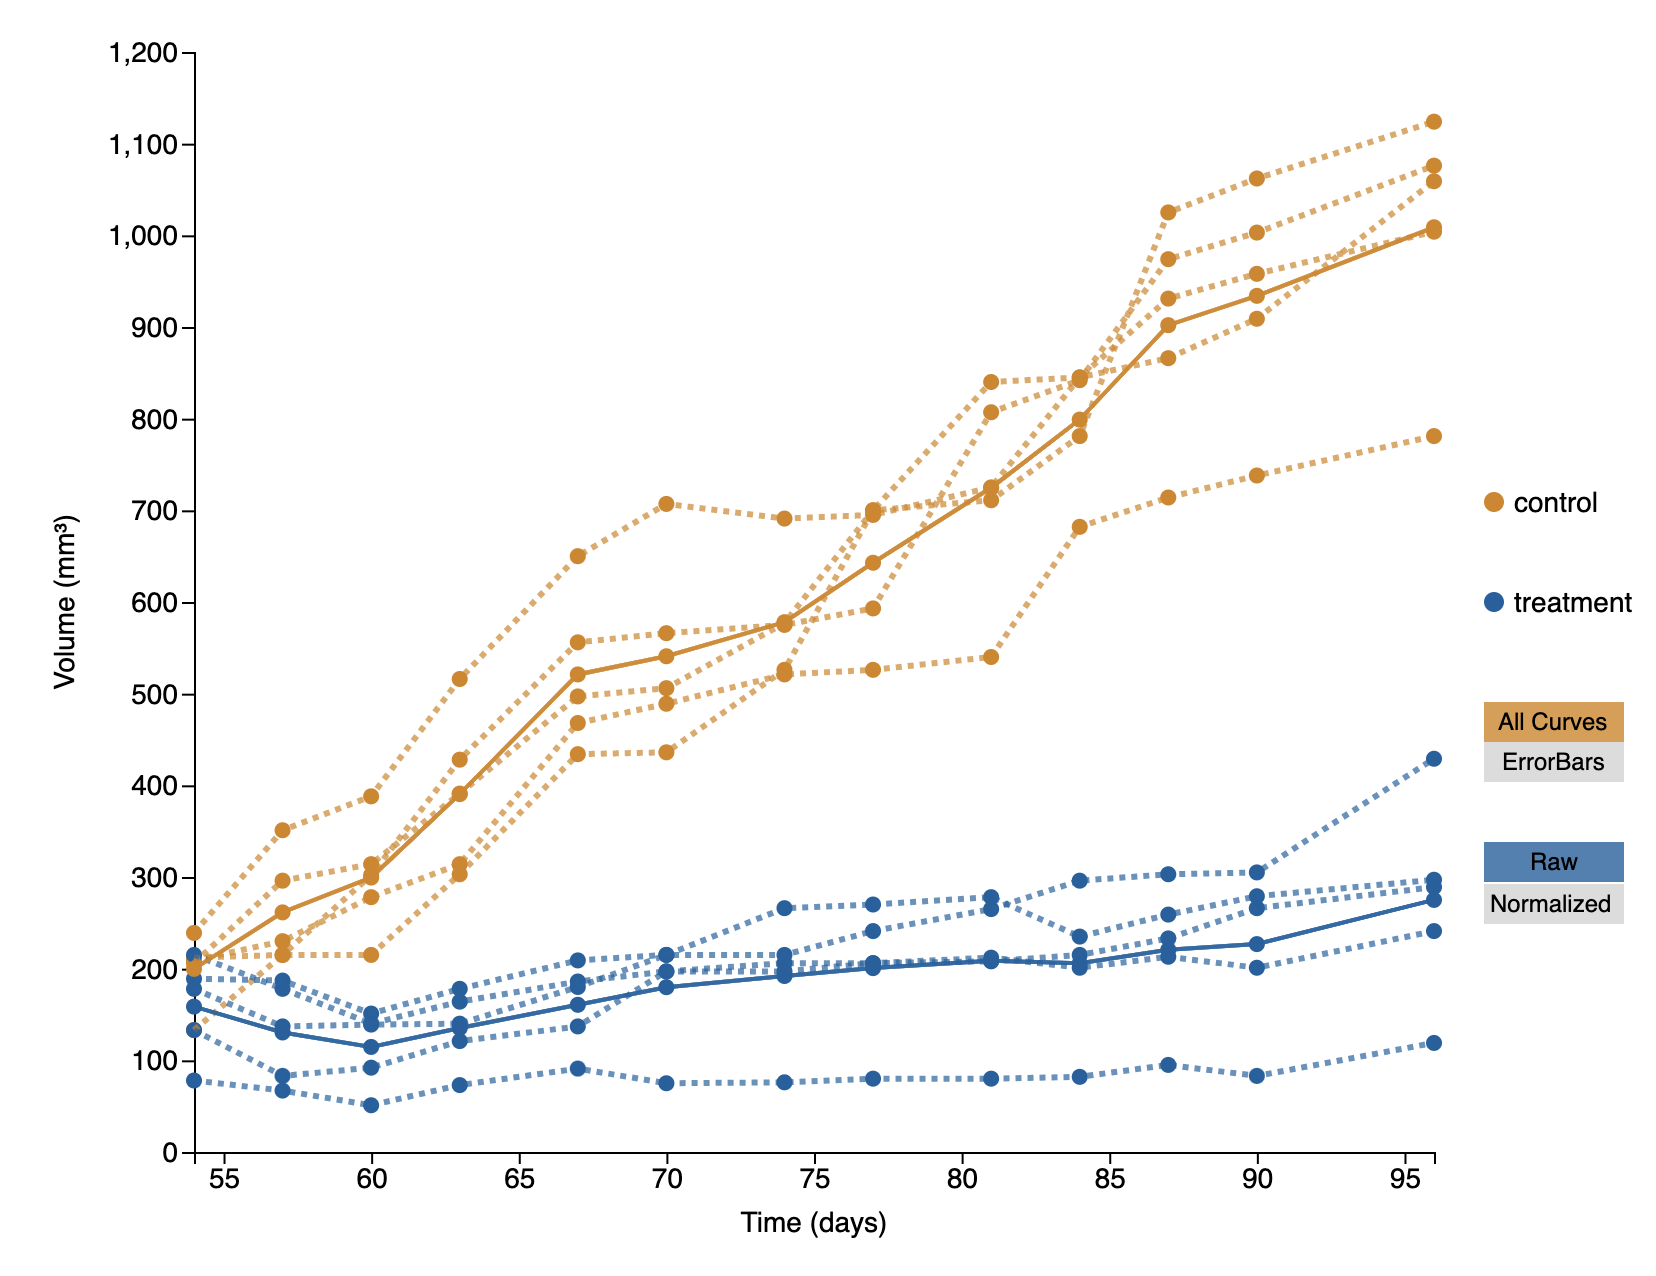 1,200
1,100
1,000
900
800
700
600
500
400
300
200
100
0
Volume (mm³)
55 60 65 70 75 80 85 90 95
Time (days)
control
treatment
All Curves
ErrorBars
Raw
Normalized